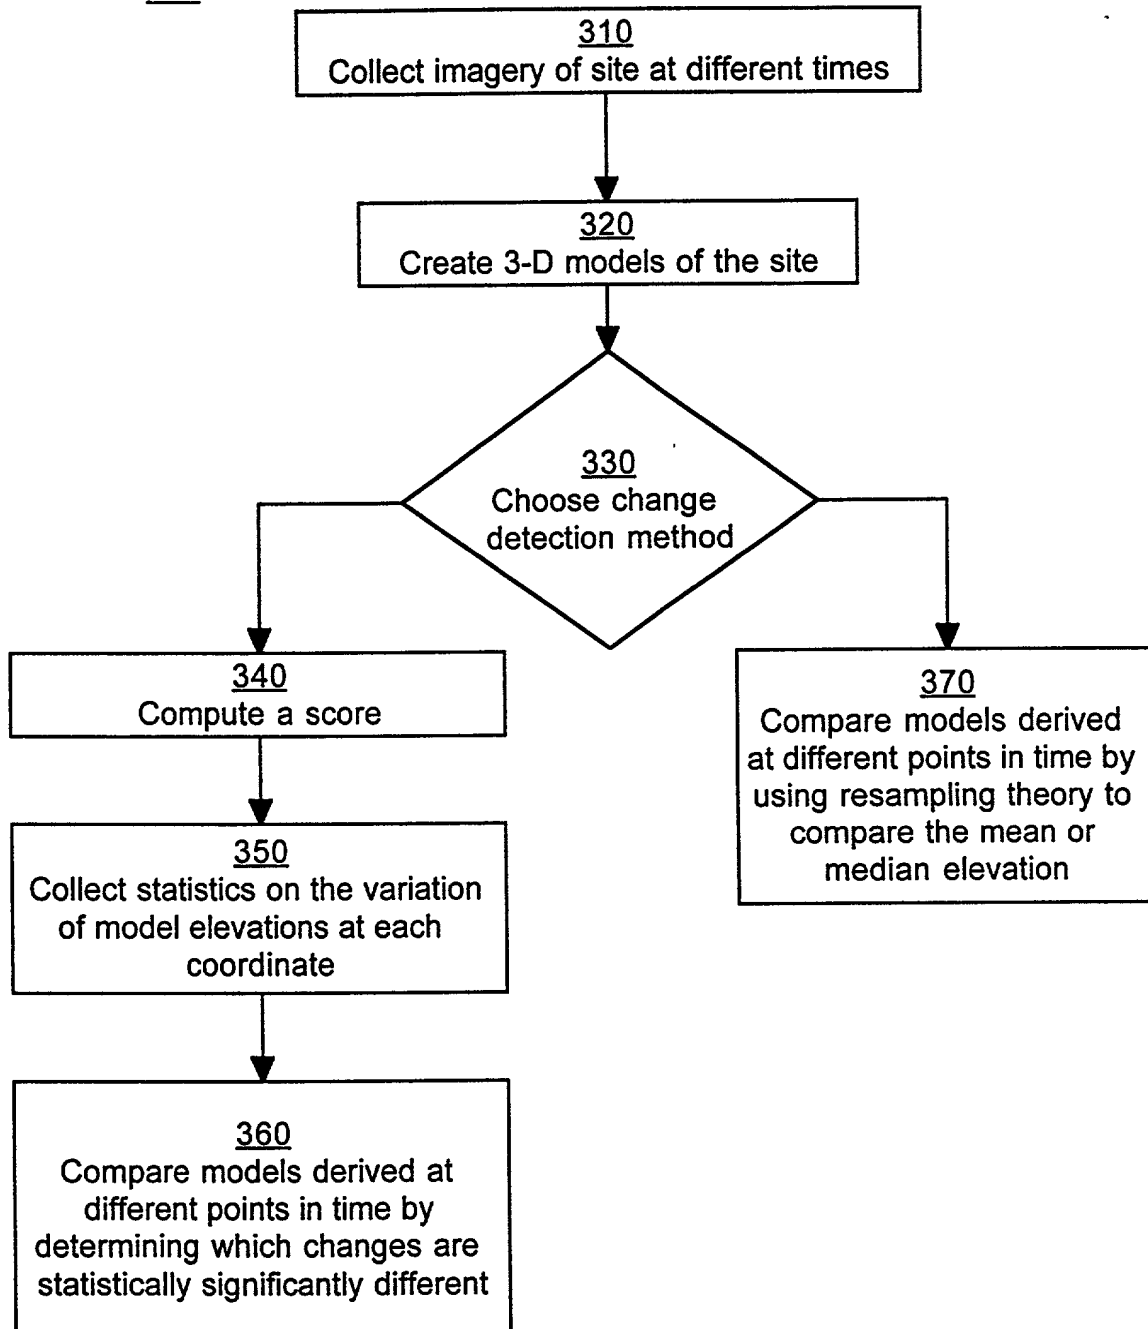 310
Collect imagery of site at different times
320
Create 3-D models of the site
330
Choose change
detection method
340
Compute a score
350
Collect statistics on the variation
of model elevations at each
coordinate
360
Compare models derived at
different points in time by
determining which changes are
statistically significantly different
370
Compare models derived
at different points in time by
using resampling theory to
compare the mean or
median elevation